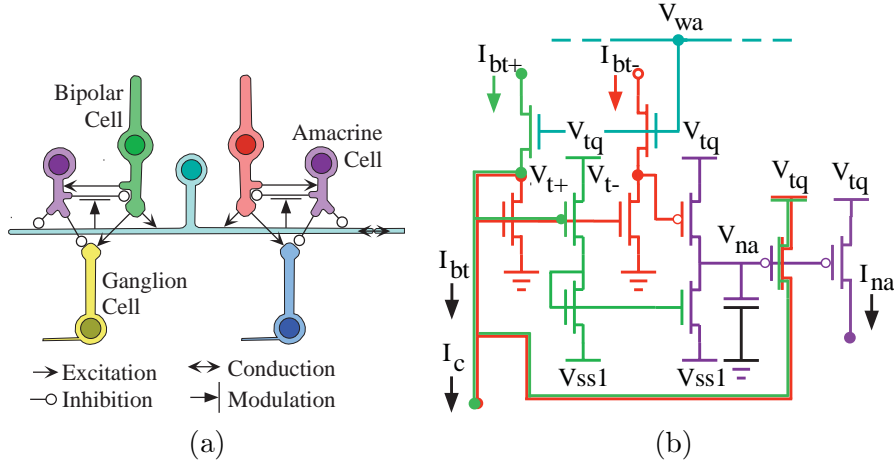 (a)
Bipolar
Cell
Amacrine
Cell
Ganglion
Cell
Excitation
Inhibition
Conduction
Modulation
(b)
V_wa
I_bt+
I_bt-
V_tq
V_tq
V_t+
V_t-
V_tq
V_tq
V_na
I_bt
I_na
I_c
Vss1
Vss1